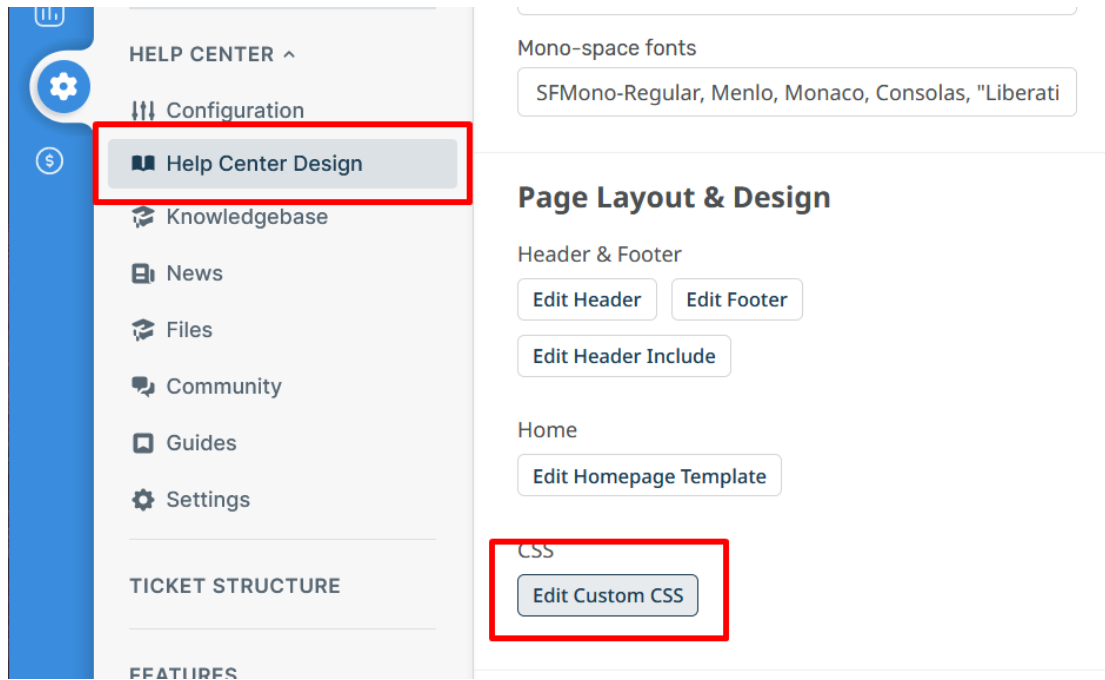 HELP CENTER
Configuration
Help Center Design
Knowledgebase
News
Files
Community
Guides
Settings
TICKET STRUCTURE
FEATURES
Mono-space fonts
SFMono-Regular, Menlo, Monaco, Consolas, "Liberati
Page Layout & Design
Header & Footer
Edit Header Edit Footer
Edit Header Include
Home
Edit Homepage Template
CSS
Edit Custom CSS